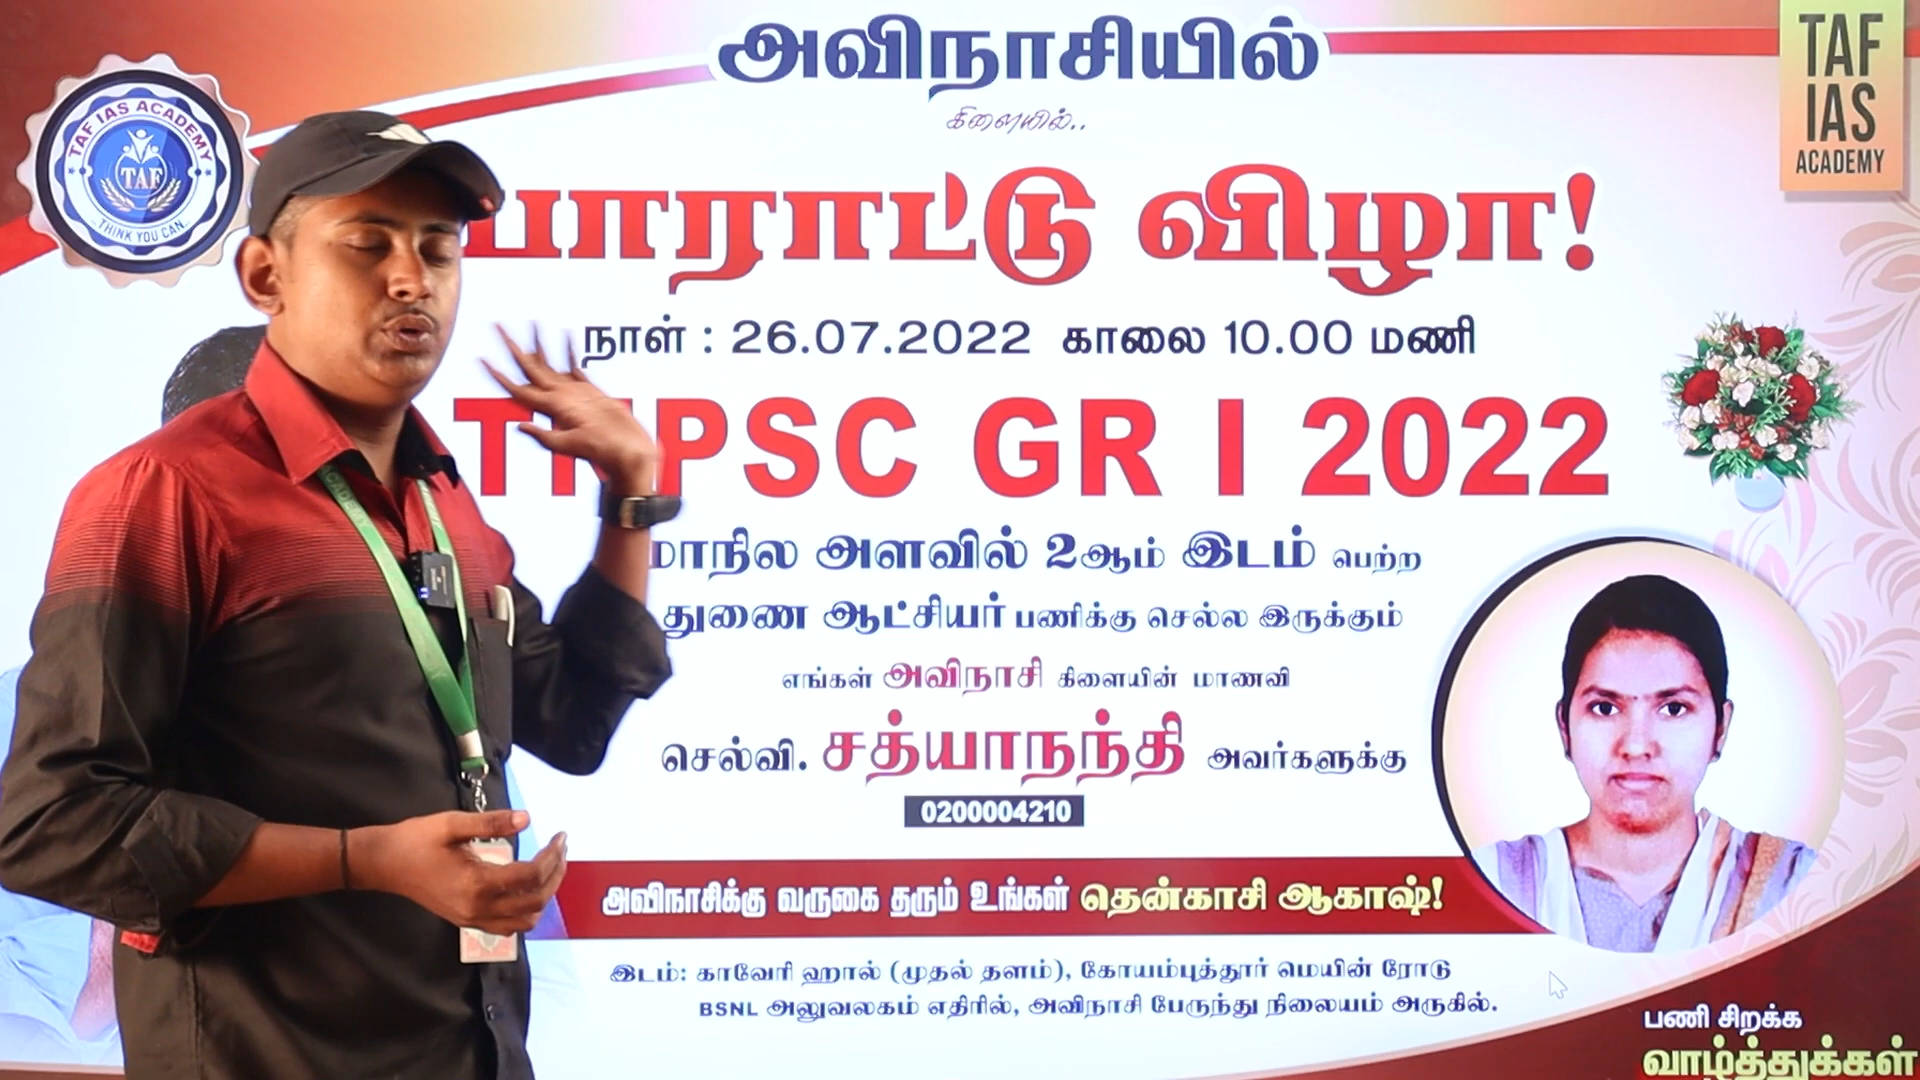 அவிநாசியில்
கிளையில்..
பாராட்டு விழா!
நாள் : 26.07.2022 காலை 10.00 மணி
TNPSC GR I 2022
மாநில அளவில் 2ஆம் இடம் பெற்ற
துணை ஆட்சியர் பணிக்கு செல்ல இருக்கும்
எங்கள் அவிநாசி கிளையின் மாணவி
செல்வி. சத்யாநந்தி அவர்களுக்கு
0200004210
அவிநாசிக்கு வருகை தரும் உங்கள் தென்காசி ஆகாஷ்!
இடம்: காவேரி ஹால் (முதல் தளம்), கோயம்புத்தூர் மெயின் ரோடு
BSNL அலுவலகம் எதிரில், அவிநாசி பேருந்து நிலையம் அருகில்.
பணி சிறக்க
வாழ்த்துக்கள்
TAF IAS ACADEMY
TAF
THINK YOU CAN
TAF
IAS
ACADEMY